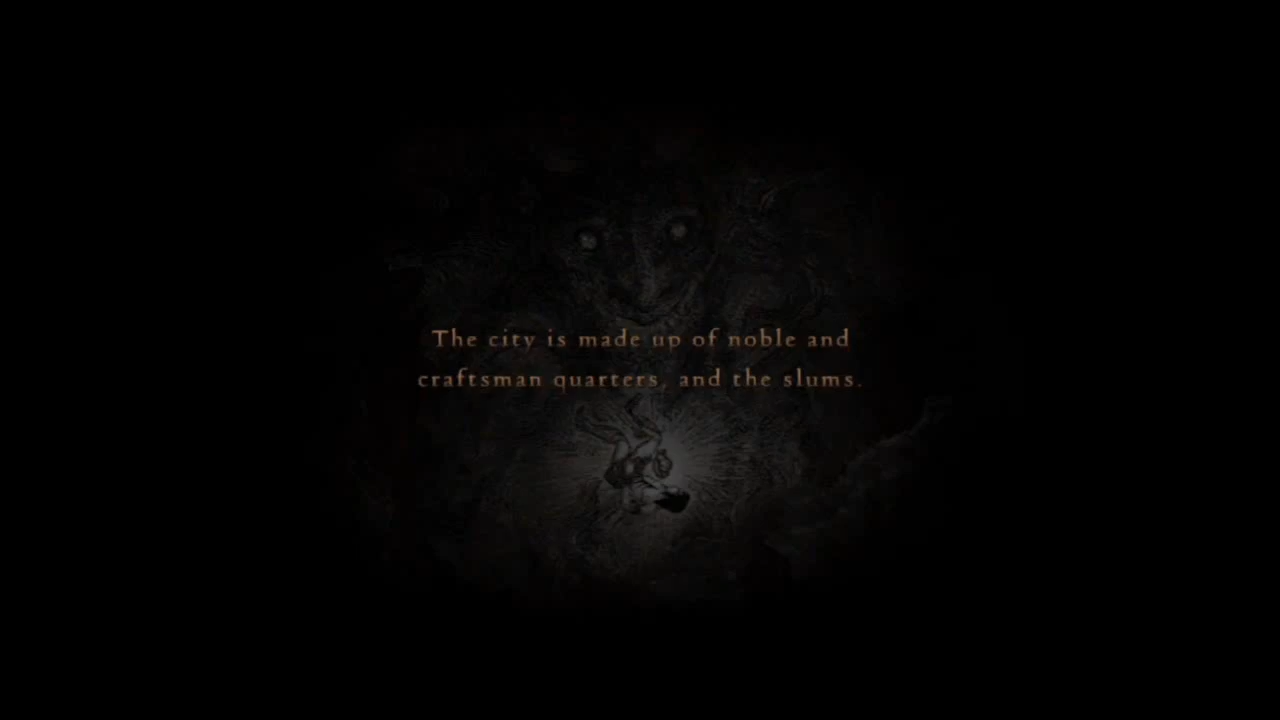 The city is made up of noble and
craftsman quarters, and the slums.